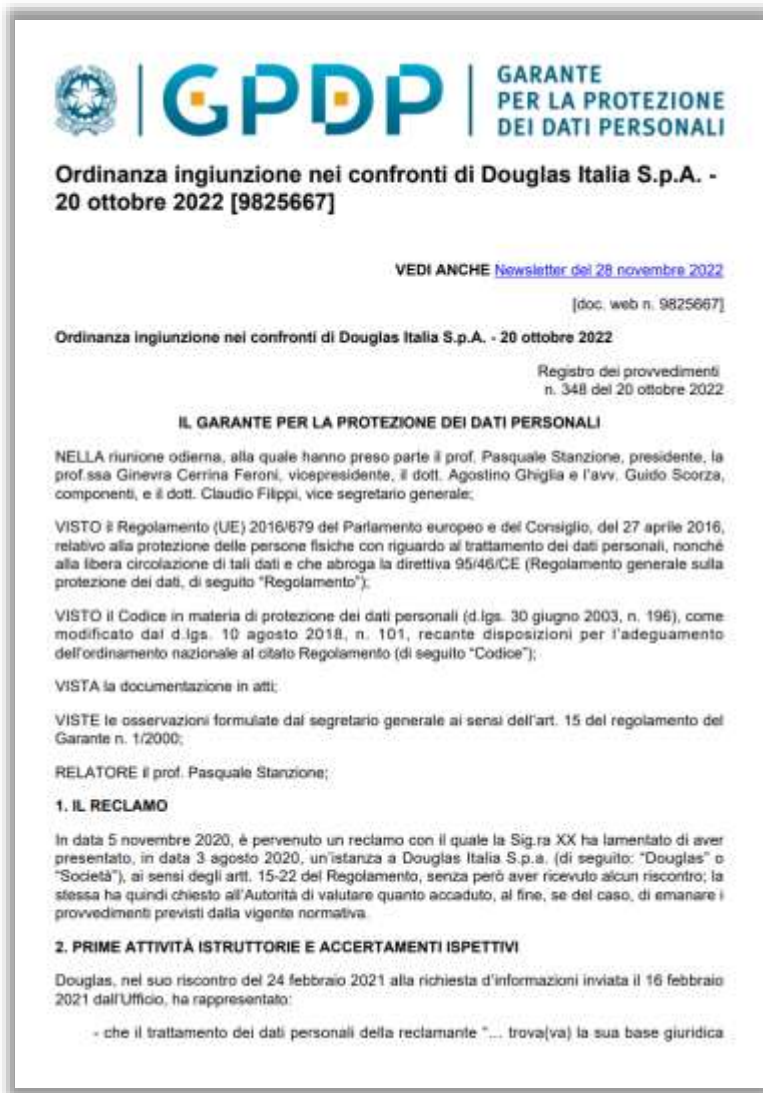 GPDP
GARANTE
PER LA PROTEZIONE
DEI DATI PERSONALI
Ordinanza ingiunzione nei confronti di Douglas Italia S.p.A. -
20 ottobre 2022 [9825667]
VEDI ANCHE Newsletter del 28 novembre 2022
[doc. web n. 9825667]
Ordinanza ingiunzione nei confronti di Douglas Italia S.p.A. - 20 ottobre 2022
Registro dei provvedimenti
n. 348 del 20 ottobre 2022
IL GARANTE PER LA PROTEZIONE DEI DATI PERSONALI
NELLA riunione odierna, alla quale hanno preso parte il prof. Pasquale Stanzione, presidente, la
prof.ssa Ginevra Cerrina Feroni, vicepresidente, il dott. Agostino Ghiglia e l'avv. Guido Scorza,
componenti, e il dott. Claudio Filippi, vice segretario generale;
VISTO il Regolamento (UE) 2016/679 del Parlamento europeo e del Consiglio, del 27 aprile 2016,
relativo alla protezione delle persone fisiche con riguardo al trattamento dei dati personali, nonché
alla libera circolazione di tali dati e che abroga la direttiva 95/46/CE (Regolamento generale sulla
protezione dei dati, di seguito "Regolamento");
VISTO il Codice in materia di protezione dei dati personali (d.lgs. 30 giugno 2003, n. 196), come
modificato dal d.lgs. 10 agosto 2018, n. 101, recante disposizioni per l'adeguamento
dell'ordinamento nazionale al citato Regolamento (di seguito "Codice");
VISTA la documentazione in atti;
VISTE le osservazioni formulate dal segretario generale ai sensi dell'art. 15 del regolamento del
Garante n. 1/2000;
RELATORE il prof. Pasquale Stanzione;
1. IL RECLAMO
In data 5 novembre 2020, è pervenuto un reclamo con il quale la Sig.ra XX ha lamentato di aver
presentato, in data 3 agosto 2020, un'istanza a Douglas Italia S.p.a. (di seguito: "Douglas" o
"Società"), ai sensi degli artt. 15-22 del Regolamento, senza però aver ricevuto alcun riscontro; la
stessa ha quindi chiesto all'Autorità di valutare quanto accaduto, al fine, se del caso, di emanare i
provvedimenti previsti dalla vigente normativa.
2. PRIME ATTIVITÀ ISTRUTTORIE E ACCERTAMENTI ISPETTIVI
Douglas, nel suo riscontro del 24 febbraio 2021 alla richiesta d'informazioni inviata il 16 febbraio
2021 dall'Ufficio, ha rappresentato:
- che il trattamento dei dati personali della reclamante "… trova(va) la sua base giuridica